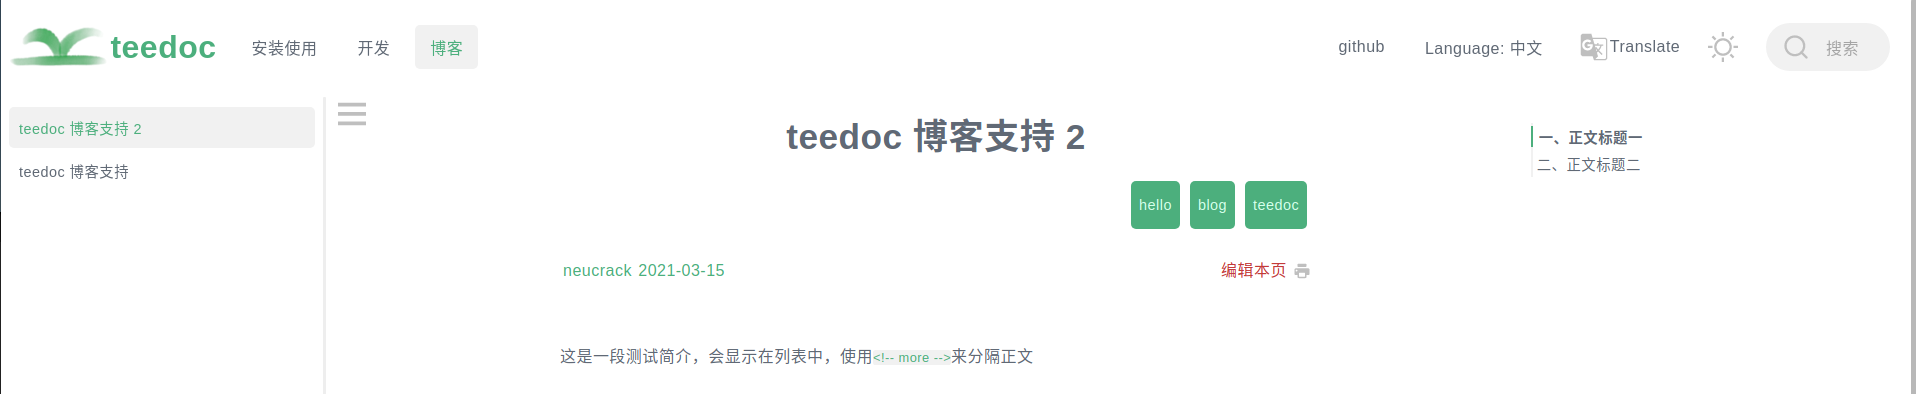 teedoc 安装使用 开发 博客 github Language: 中文 Translate 搜索
teedoc 博客支持 2
teedoc 博客支持
teedoc 博客支持 2
hello blog teedoc
neucrack 2021-03-15 编辑本页
这是一段测试简介，会显示在列表中，使用<!-- more -->来分隔正文
一、正文标题一
二、正文标题二